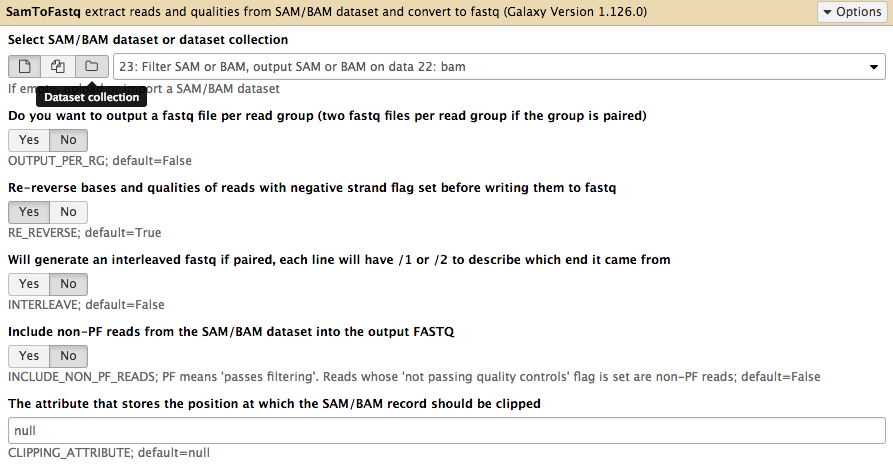 SamToFastq extract reads and qualities from SAM/BAM dataset and convert to fastq (Galaxy Version 1.126.0)
Options
Select SAM/BAM dataset or dataset collection
23: Filter SAM or BAM, output SAM or BAM on data 22: bam
If empty, upload or import a SAM/BAM dataset
Dataset collection
Do you want to output a fastq file per read group (two fastq files per read group if the group is paired)
Yes No
OUTPUT_PER_RG; default=False
Re-reverse bases and qualities of reads with negative strand flag set before writing them to fastq
Yes No
RE_REVERSE; default=True
Will generate an interleaved fastq if paired, each line will have /1 or /2 to describe which end it came from
Yes No
INTERLEAVE; default=False
Include non-PF reads from the SAM/BAM dataset into the output FASTQ
Yes No
INCLUDE_NON_PF_READS; PF means 'passes filtering'. Reads whose 'not passing quality controls' flag is set are non-PF reads; default=False
The attribute that stores the position at which the SAM/BAM record should be clipped
null
CLIPPING_ATTRIBUTE; default=null